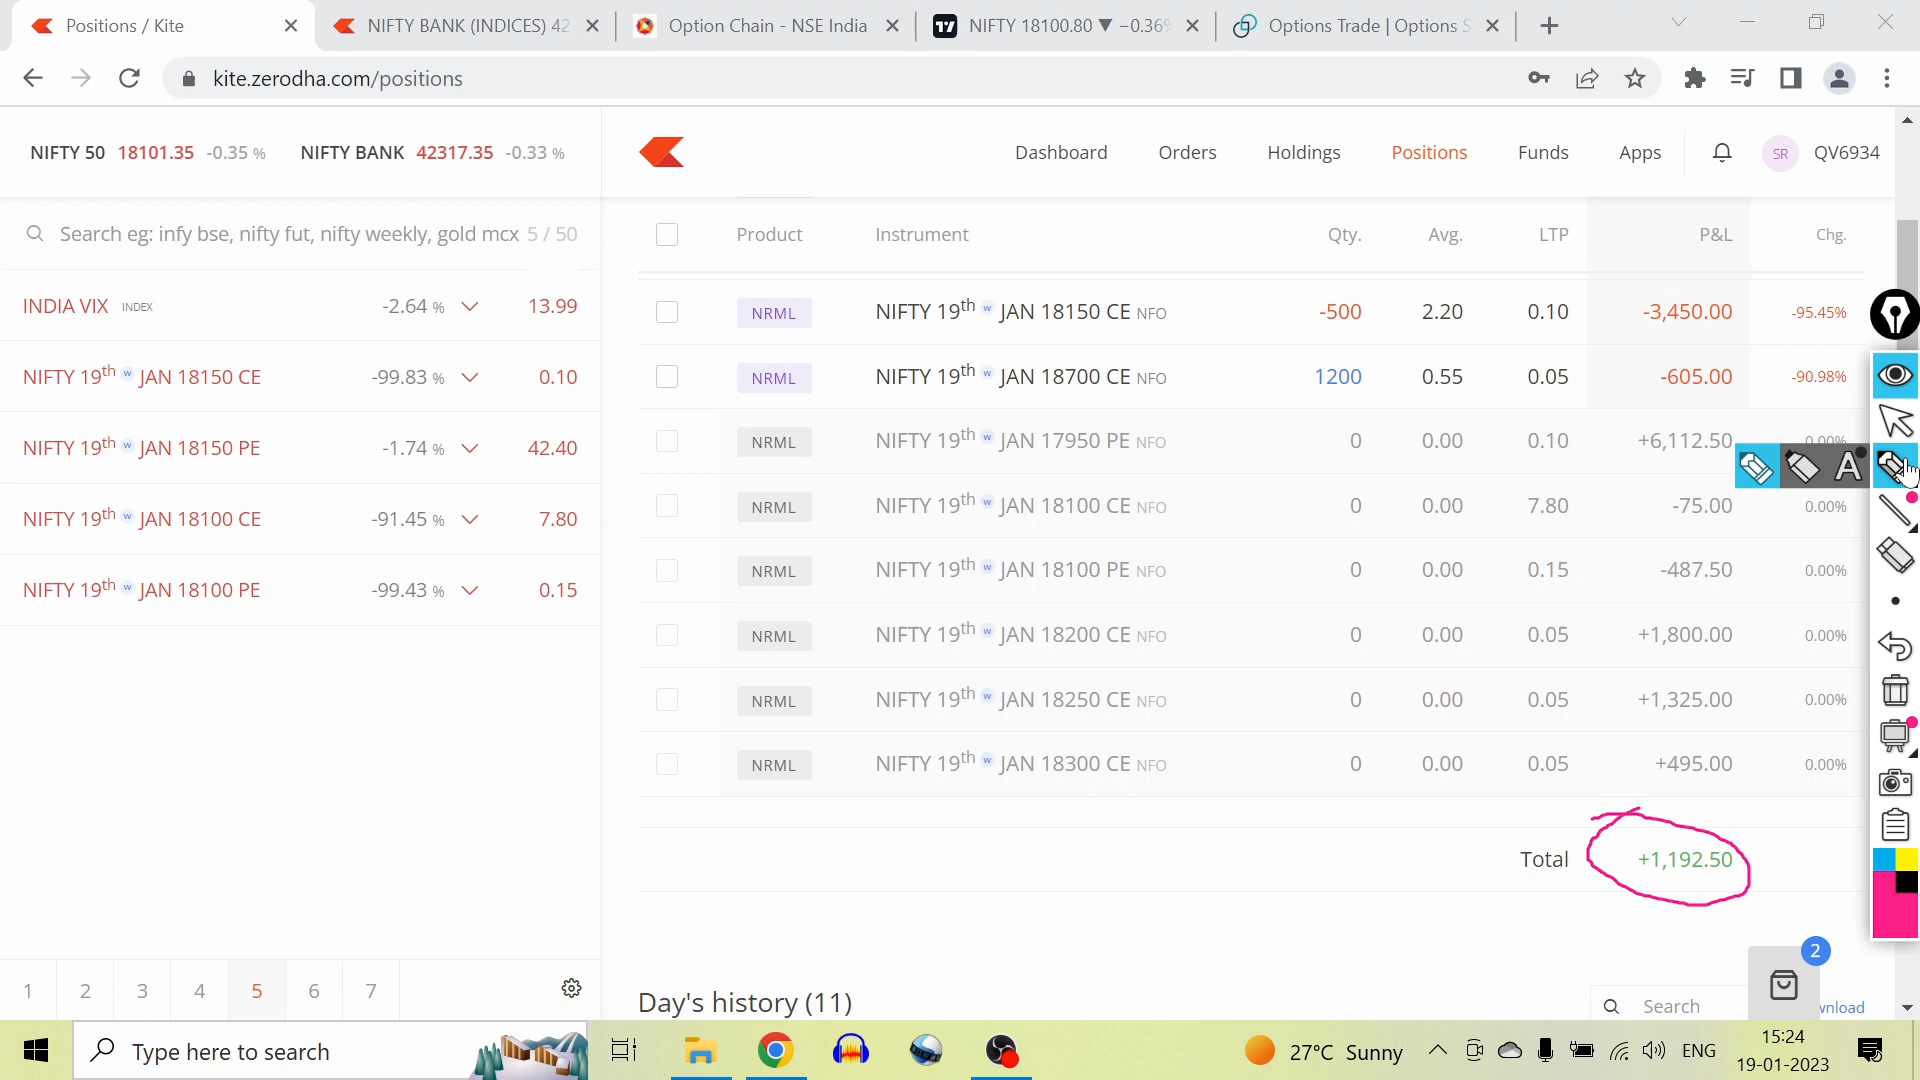 Positions / Kite
NIFTY BANK (INDICES) 42
Option Chain - NSE India
NIFTY 18100.80 ▼ −0.36%
Options Trade | Options S
kite.zerodha.com/positions
NIFTY 50 18101.35 -0.35 %
NIFTY BANK 42317.35 -0.33 %
Dashboard
Orders
Holdings
Positions
Funds
Apps
SR
QV6934
Search eg: infy bse, nifty fut, nifty weekly, gold mcx 5 / 50
INDIA VIX INDEX -2.64 % 13.99
NIFTY 19th w JAN 18150 CE -99.83 % 0.10
NIFTY 19th w JAN 18150 PE -1.74 % 42.40
NIFTY 19th w JAN 18100 CE -91.45 % 7.80
NIFTY 19th w JAN 18100 PE -99.43 % 0.15
1 2 3 4 5 6 7
Product Instrument Qty. Avg. LTP P&L Chg.
NRML NIFTY 19th w JAN 18150 CE NFO -500 2.20 0.10 -3,450.00 -95.45%
NRML NIFTY 19th w JAN 18700 CE NFO 1200 0.55 0.05 -605.00 -90.98%
NRML NIFTY 19th w JAN 17950 PE NFO 0 0.00 0.10 +6,112.50 0.00%
NRML NIFTY 19th w JAN 18100 CE NFO 0 0.00 7.80 -75.00 0.00%
NRML NIFTY 19th w JAN 18100 PE NFO 0 0.00 0.15 -487.50 0.00%
NRML NIFTY 19th w JAN 18200 CE NFO 0 0.00 0.05 +1,800.00 0.00%
NRML NIFTY 19th w JAN 18250 CE NFO 0 0.00 0.05 +1,325.00 0.00%
NRML NIFTY 19th w JAN 18300 CE NFO 0 0.00 0.05 +495.00 0.00%
Total +1,192.50
A
2
Day's history (11)
Search
wnload
Type here to search
27°C Sunny
ENG
15:24
19-01-2023